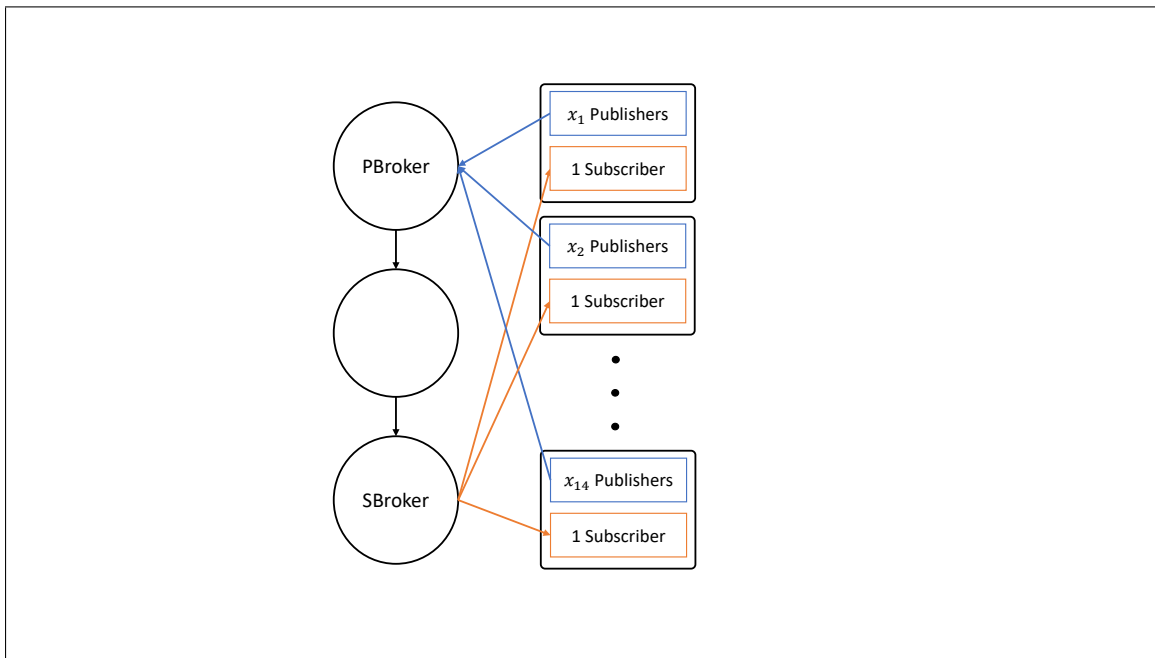 PBroker
x₁ Publishers
1 Subscriber
x₂ Publishers
1 Subscriber
SBroker
x₁₄ Publishers
1 Subscriber